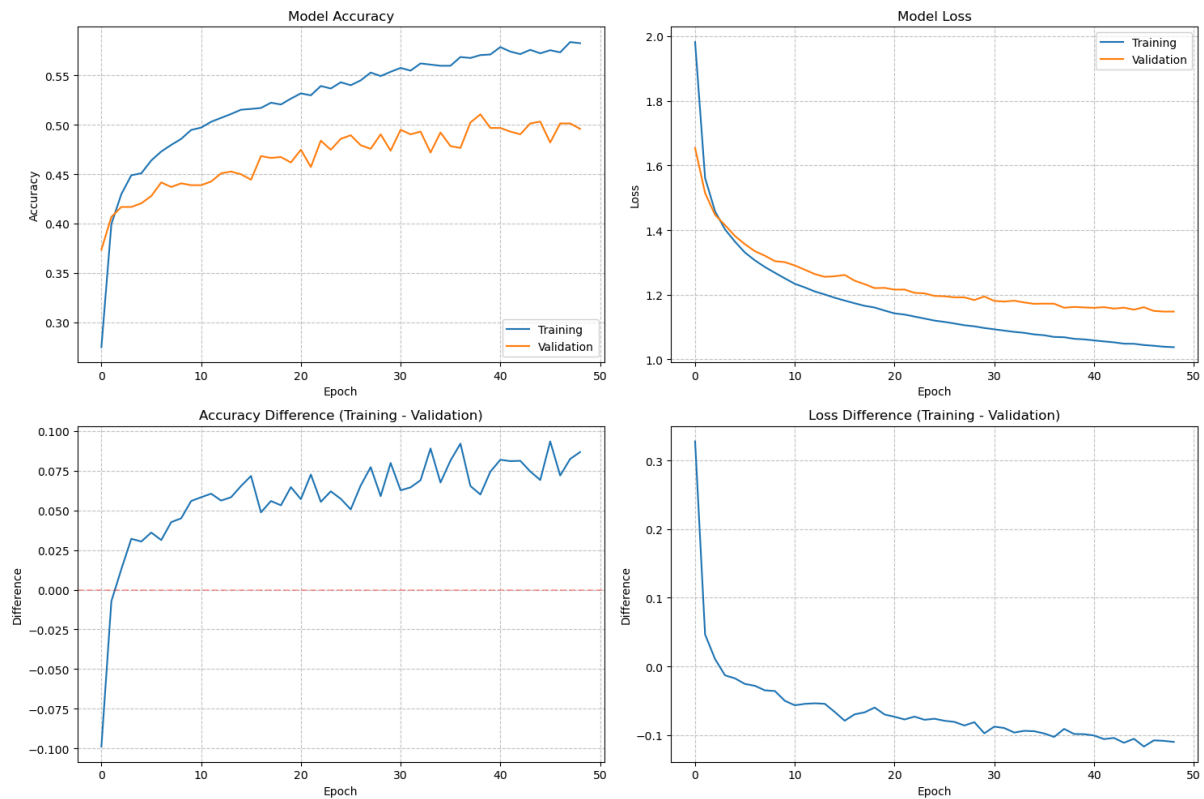 Model Accuracy
0.55
0.50
0.45
0.40
0.35
0.30
Accuracy
Training
Validation
0 10 20 30 40 50
Epoch
Model Loss
2.0
1.8
1.6
1.4
1.2
1.0
Loss
Training
Validation
0 10 20 30 40 50
Epoch
Accuracy Difference (Training - Validation)
0.100
0.075
0.050
0.025
0.000
−0.025
−0.050
−0.075
−0.100
Difference
0 10 20 30 40 50
Epoch
Loss Difference (Training - Validation)
0.3
0.2
0.1
0.0
−0.1
Difference
0 10 20 30 40 50
Epoch